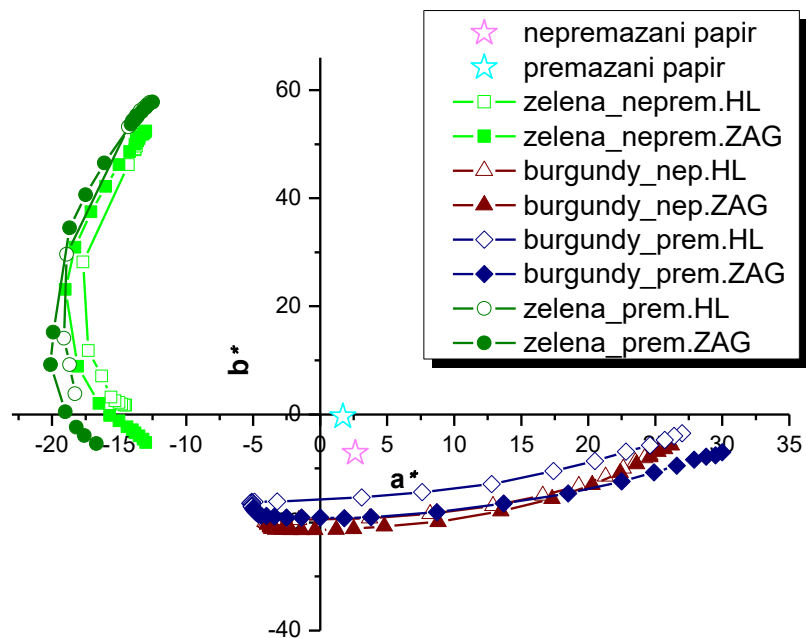 nepremazani papir
premazani papir
zelena_neprem.HL
zelena_neprem.ZAG
burgundy_nep.HL
burgundy_nep.ZAG
burgundy_prem.HL
burgundy_prem.ZAG
zelena_prem.HL
zelena_prem.ZAG
60
40
20
b*
0
-20 -15 -10 -5 0 5 10 15 20 25 30 35
a*
-40